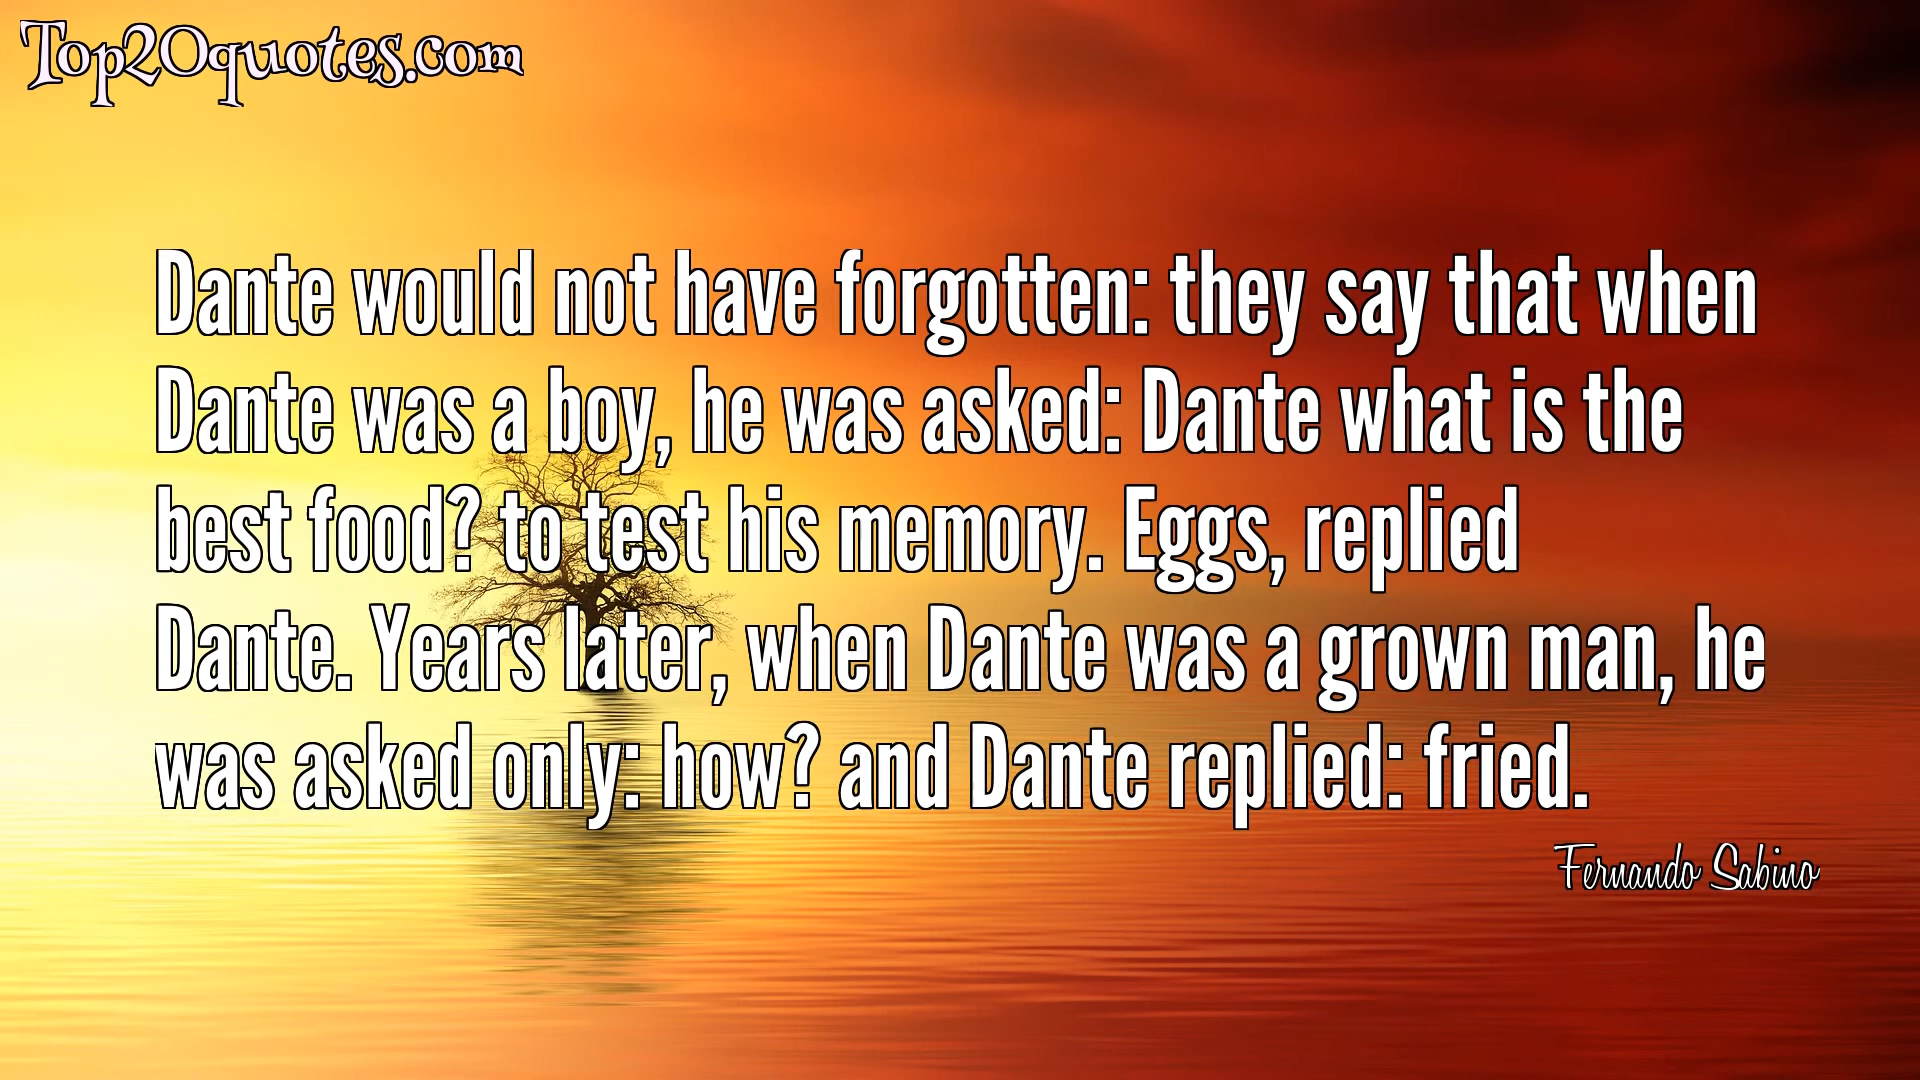 Top20quotes.com
Dante would not have forgotten: they say that when
Dante was a boy, he was asked: Dante what is the
best food? to test his memory. Eggs, replied
Dante. Years later, when Dante was a grown man, he
was asked only: how? and Dante replied: fried.
Fernando Sabino